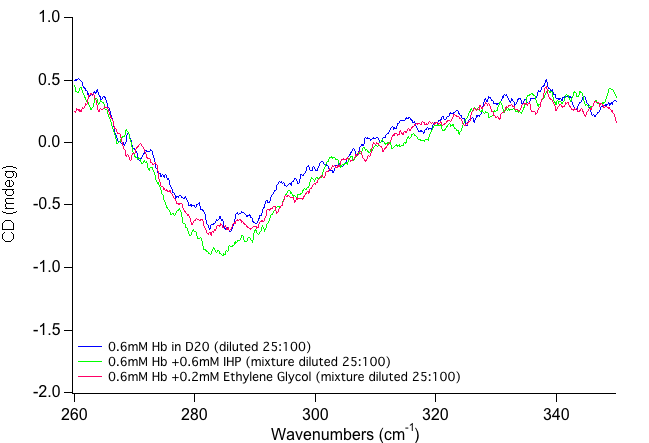 1.0
0.5
0.0
-0.5
-1.0
-1.5
-2.0
CD (mdeg)
0.6mM Hb in D20 (diluted 25:100)
0.6mM Hb +0.6mM IHP (mixture diluted 25:100)
0.6mM Hb +0.2mM Ethylene Glycol (mixture diluted 25:100)
260 280 300 320 340
Wavenumbers (cm⁻¹)